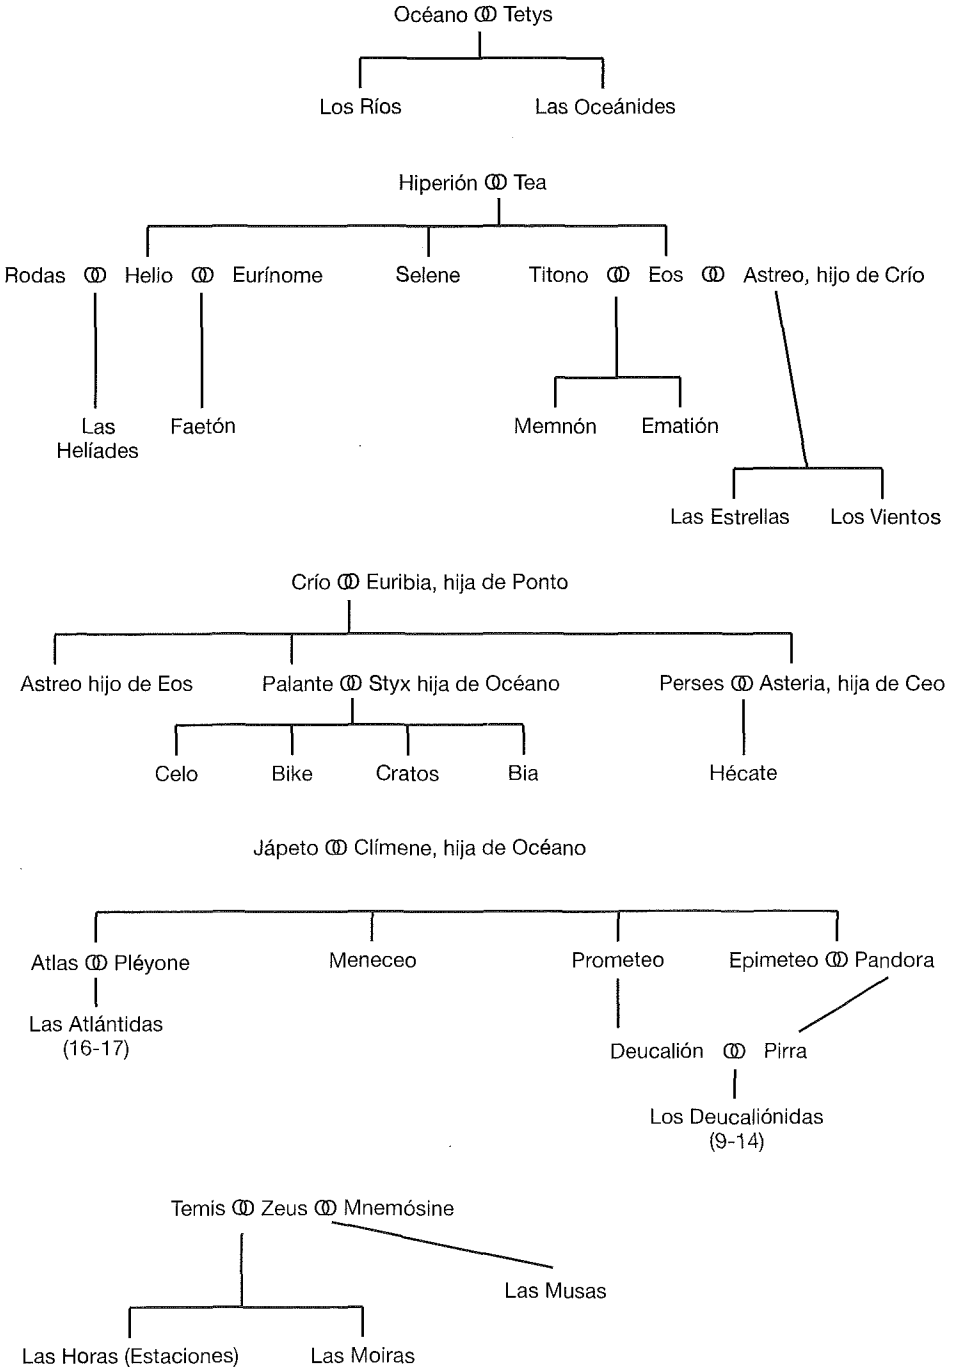 Océano ⚭ Tetys
Los Ríos Las Oceánides
Hiperión ⚭ Tea
Rodas ⚭ Helio ⚭ Eurínome Selene Titono ⚭ Eos ⚭ Astreo, hijo de Crío
Las Helíades
Faetón
Memnón Ematión
Las Estrellas Los Vientos
Crío ⚭ Euribia, hija de Ponto
Astreo hijo de Eos Palante ⚭ Styx hija de Océano Perses ⚭ Asteria, hija de Ceo
Celo Bike Cratos Bia Hécate
Jápeto ⚭ Clímene, hija de Océano
Atlas ⚭ Pléyone Meneceo Prometeo Epimeteo ⚭ Pandora
Las Atlántidas
(16-17)
Deucalión ⚭ Pirra
Los Deucaliónidas
(9-14)
Temis ⚭ Zeus ⚭ Mnemósine
Las Musas
Las Horas (Estaciones) Las Moiras